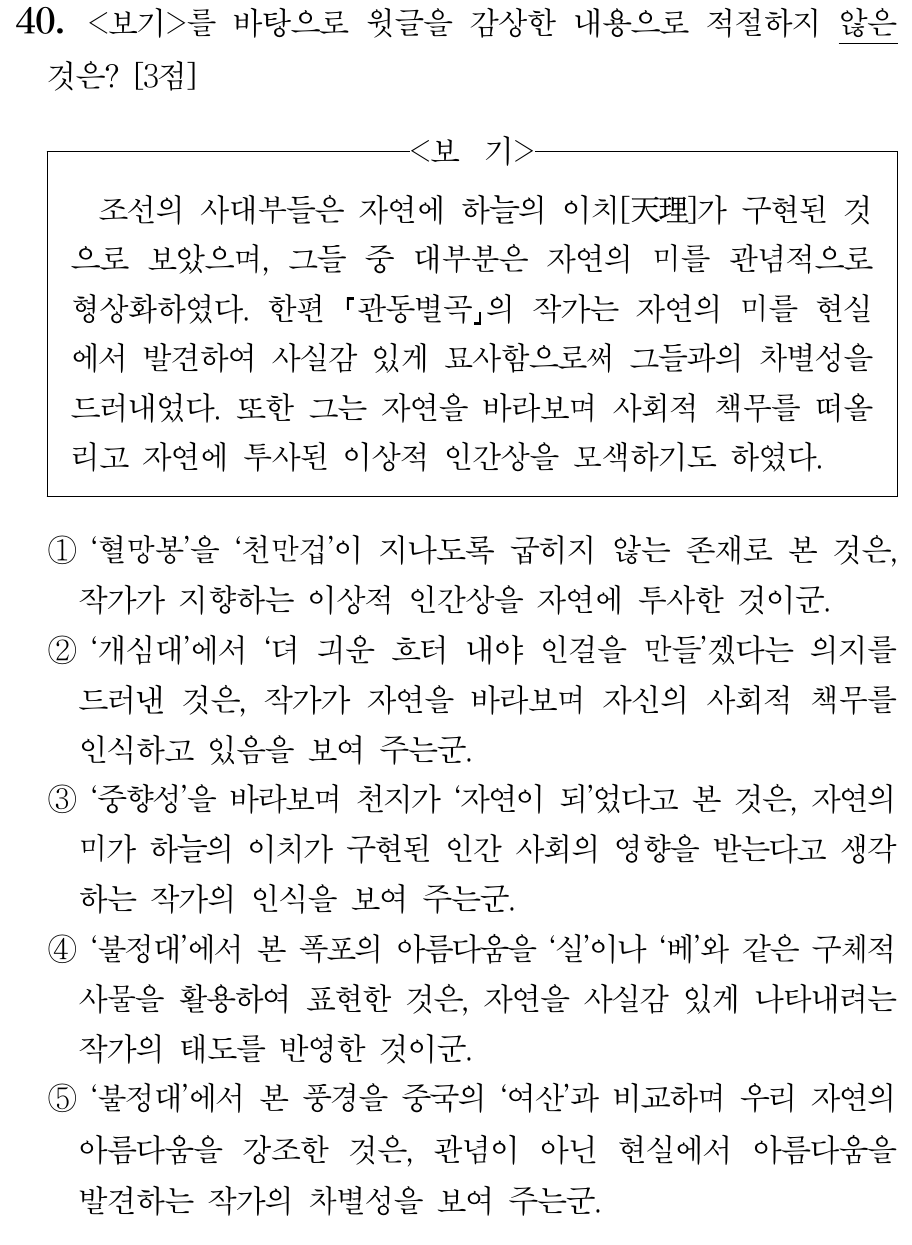 40. <보기>를 바탕으로 윗글을 감상한 내용으로 적절하지 않은
것은? [3점]
<보 기>
조선의 사대부들은 자연에 하늘의 이치[天理]가 구현된 것
으로 보았으며, 그들 중 대부분은 자연의 미를 관념적으로
형상화하였다. 한편 「관동별곡」의 작가는 자연의 미를 현실
에서 발견하여 사실감 있게 묘사함으로써 그들과의 차별성을
드러내었다. 또한 그는 자연을 바라보며 사회적 책무를 떠올
리고 자연에 투사된 이상적 인간상을 모색하기도 하였다.
① ‘혈망봉’을 ‘천만겁’이 지나도록 굽히지 않는 존재로 본 것은,
작가가 지향하는 이상적 인간상을 자연에 투사한 것이군.
② ‘개심대’에서 ‘뎌 긔운 흐터 내야 인걸을 만들’겠다는 의지를
드러낸 것은, 작가가 자연을 바라보며 자신의 사회적 책무를
인식하고 있음을 보여 주는군.
③ ‘중향성’을 바라보며 천지가 ‘자연이 되’었다고 본 것은, 자연의
미가 하늘의 이치가 구현된 인간 사회의 영향을 받는다고 생각
하는 작가의 인식을 보여 주는군.
④ ‘불정대’에서 본 폭포의 아름다움을 ‘실’이나 ‘베’와 같은 구체적
사물을 활용하여 표현한 것은, 자연을 사실감 있게 나타내려는
작가의 태도를 반영한 것이군.
⑤ ‘불정대’에서 본 풍경을 중국의 ‘여산’과 비교하며 우리 자연의
아름다움을 강조한 것은, 관념이 아닌 현실에서 아름다움을
발견하는 작가의 차별성을 보여 주는군.